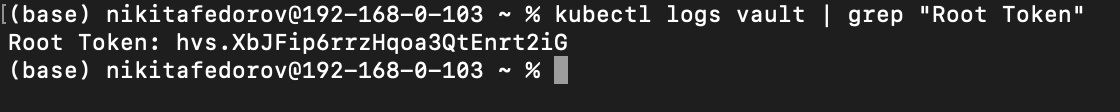 [(base) nikitafedorov@192-168-0-103 ~ % kubectl logs vault | grep "Root Token"
Root Token: hvs.XbJFip6rrzHqoa3QtEnrt2iG
(base) nikitafedorov@192-168-0-103 ~ %